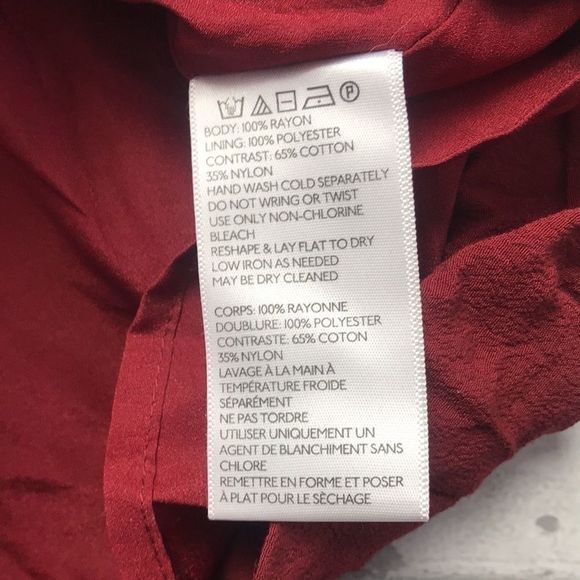 P
BODY: 100% RAYON
LINING: 100% POLYESTER
CONTRAST: 65% COTTON
35% NYLON
HAND WASH COLD SEPARATELY
DO NOT WRING OR TWIST
USE ONLY NON-CHLORINE
BLEACH
RESHAPE & LAY FLAT TO DRY
LOW IRON AS NEEDED
MAY BE DRY CLEANED
CORPS: 100% RAYONNE
DOUBLURE: 100% POLYESTER
CONTRASTE: 65% COTON
35% NYLON
LAVAGE À LA MAIN À
TEMPÉRATURE FROIDE
SÉPARÉMENT
NE PAS TORDRE
UTILISER UNIQUEMENT UN
AGENT DE BLANCHIMENT SANS
CHLORE
REMETTRE EN FORME ET POSER
À PLAT POUR LE SÈCHAGE